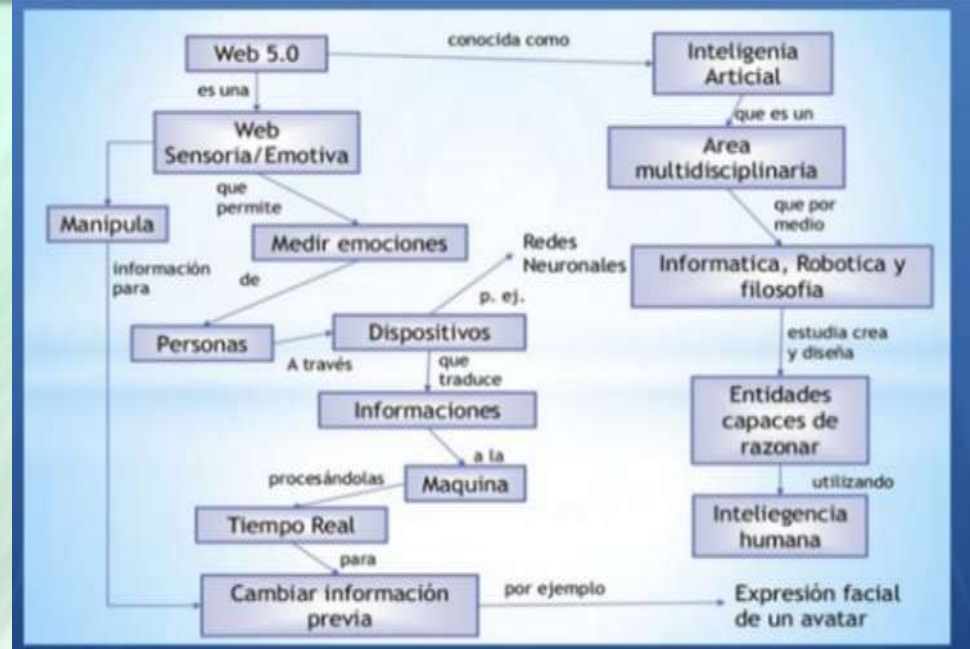 Web 5.0
conocida como
Inteligenia
Articial
es una
que es un
Web
Sensoria/Emotiva
Area
multidisciplinaria
que
permite
que por
medio
Manipula
Medir emociones
Redes
Neuronales
Informatica, Robotica y
filosofia
información
para
de
p. ej.
Personas
A través
Dispositivos
estudia crea
y diseña
que
traduce
Informaciones
Entidades
capaces de
razonar
a la
procesándolas
Maquina
utilizando
Tiempo Real
Inteliegencia
humana
para
Cambiar información
previa
por ejemplo
Expresión facial
de un avatar